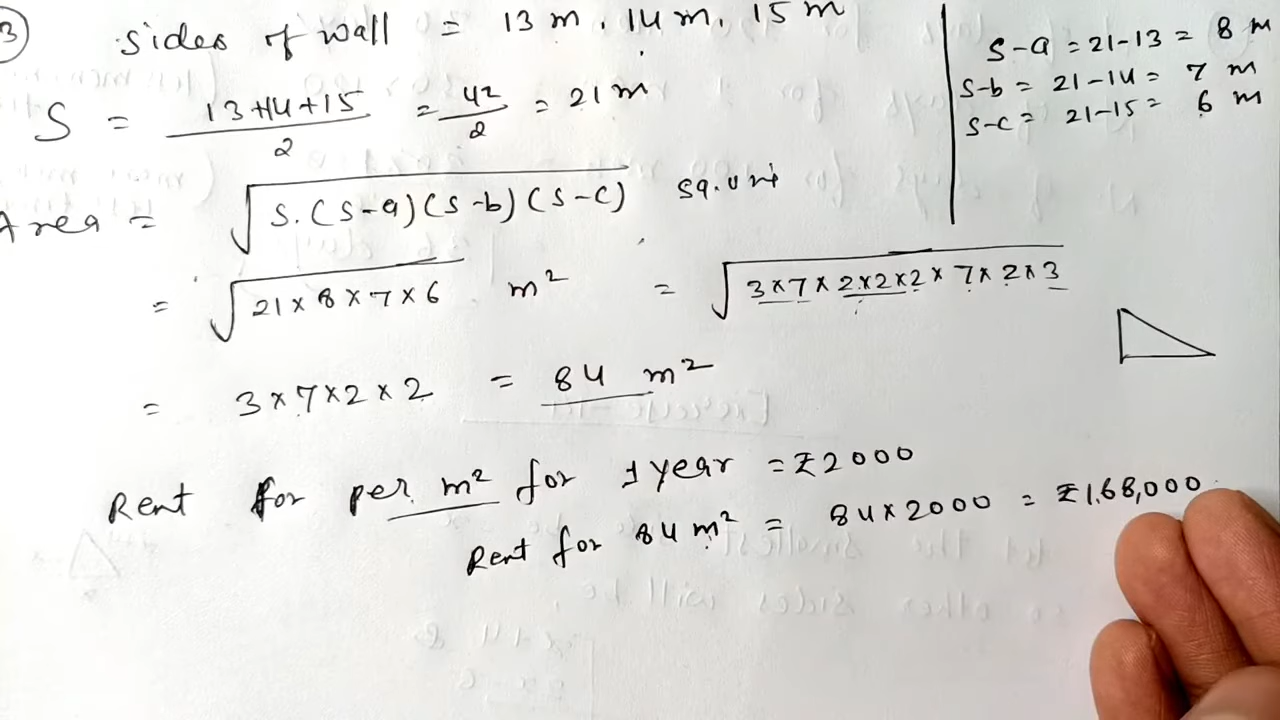 3 Sides of wall = 13 m, 14 m, 15 m
S = 13+14+15/2 = 42/2 = 21 m
S-a = 21-13 = 8 m
S-b = 21-14 = 7 m
S-c = 21-15 = 6 m
Area = √S.(S-a)(S-b)(S-c) Sq.uni
= √21×8×7×6 m² = √3×7×2×2×2×7×2×3
= 3×7×2×2 = 84 m²
Rent for per m² for 1 year = ₹2000
Rent for 84 m² = 84×2000 = ₹1,68,000